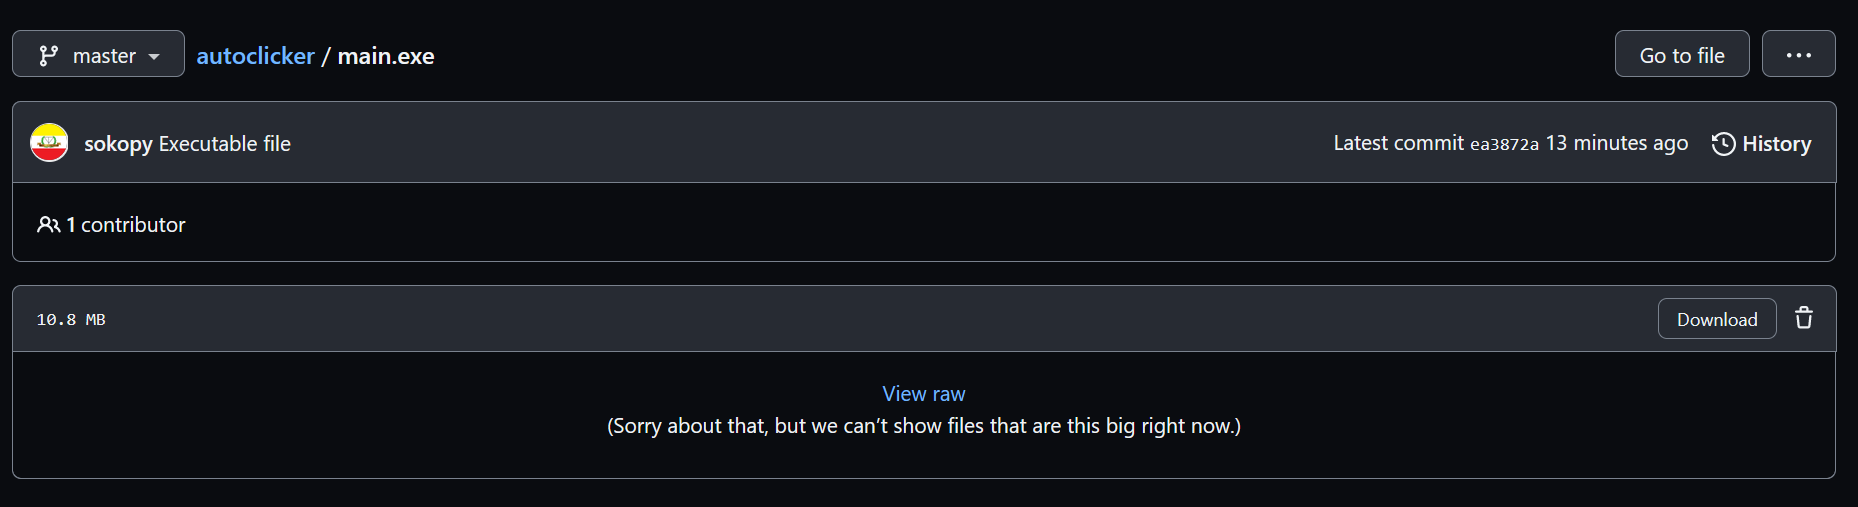 master autoclicker / main.exe Go to file ...
sokopy Executable file Latest commit ea3872a 13 minutes ago History
1 contributor
10.8 MB Download
View raw
(Sorry about that, but we can’t show files that are this big right now.)